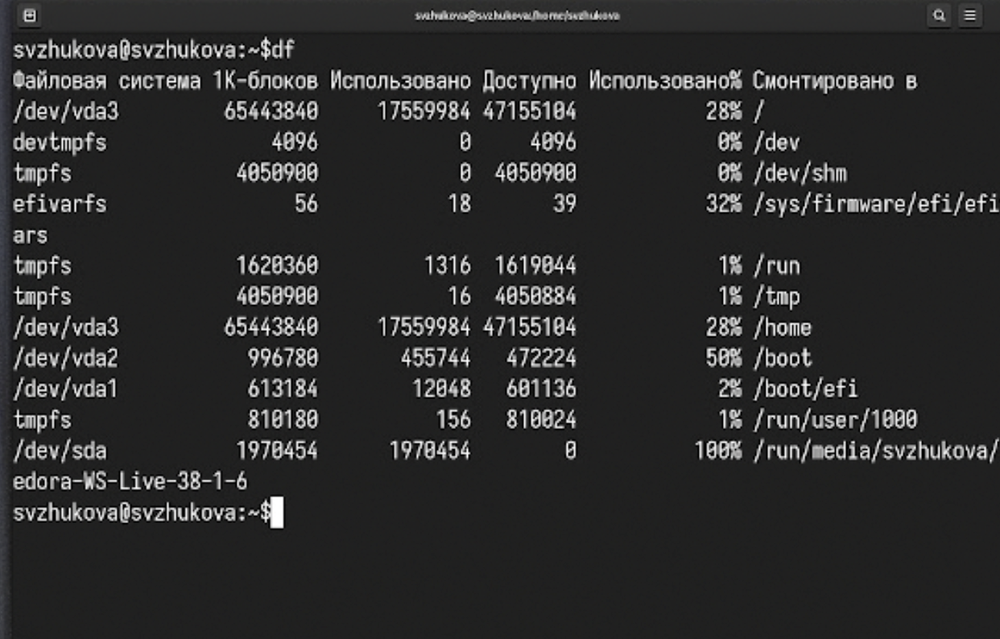 svzhukova@svzhukova:/home/svzhukova
svzhukova@svzhukova:~$df
Файловая система 1K-блоков Использовано Доступно Использовано% Смонтировано в
/dev/vda3 65443840 17559984 47155104 28% /
devtmpfs 4096 0 4096 0% /dev
tmpfs 4050900 0 4050900 0% /dev/shm
efivarfs 56 18 39 32% /sys/firmware/efi/efi
ars
tmpfs 1620360 1316 1619044 1% /run
tmpfs 4050900 16 4050884 1% /tmp
/dev/vda3 65443840 17559984 47155104 28% /home
/dev/vda2 996780 455744 472224 50% /boot
/dev/vda1 613184 12048 601136 2% /boot/efi
tmpfs 810180 156 810024 1% /run/user/1000
/dev/sda 1970454 1970454 0 100% /run/media/svzhukova/
edora-WS-Live-38-1-6
svzhukova@svzhukova:~$